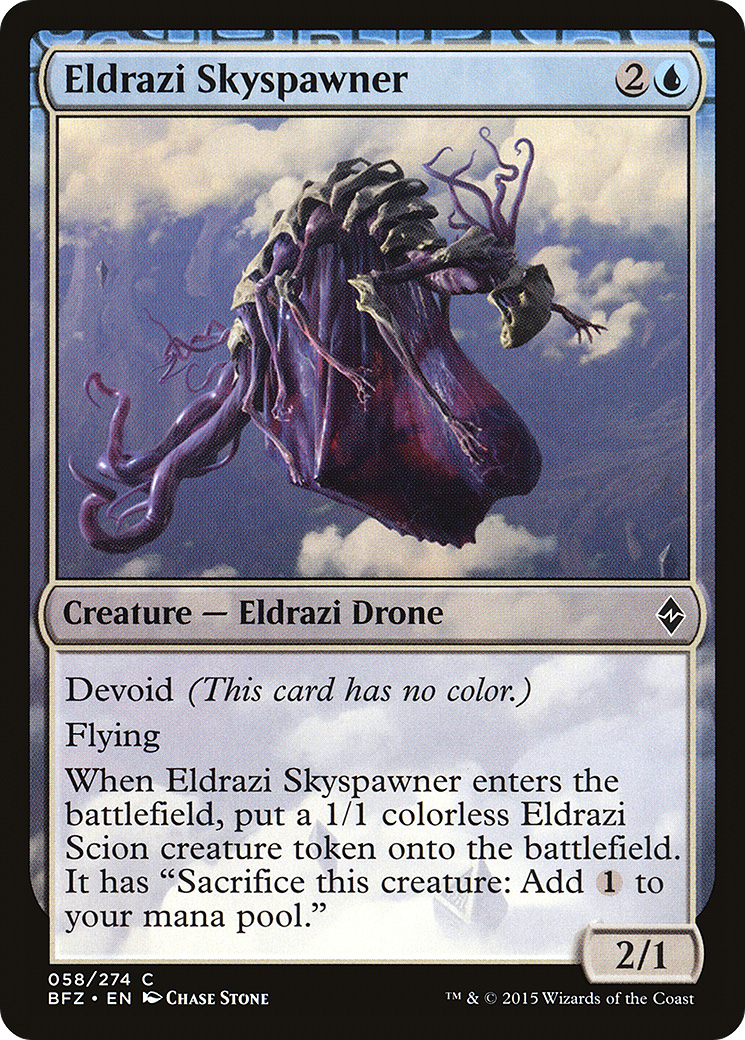 Eldrazi Skyspawner 2
Creature — Eldrazi Drone
Devoid (This card has no color.)
Flying
When Eldrazi Skyspawner enters the
battlefield, put a 1/1 colorless Eldrazi
Scion creature token onto the battlefield.
It has “Sacrifice this creature: Add 1 to
your mana pool.”
2/1
058/274 C
BFZ • EN Chase Stone
™ & © 2015 Wizards of the Coast